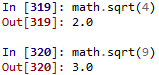 In [319]: math.sqrt(4)
Out[319]: 2.0
In [320]: math.sqrt(9)
Out[320]: 3.0